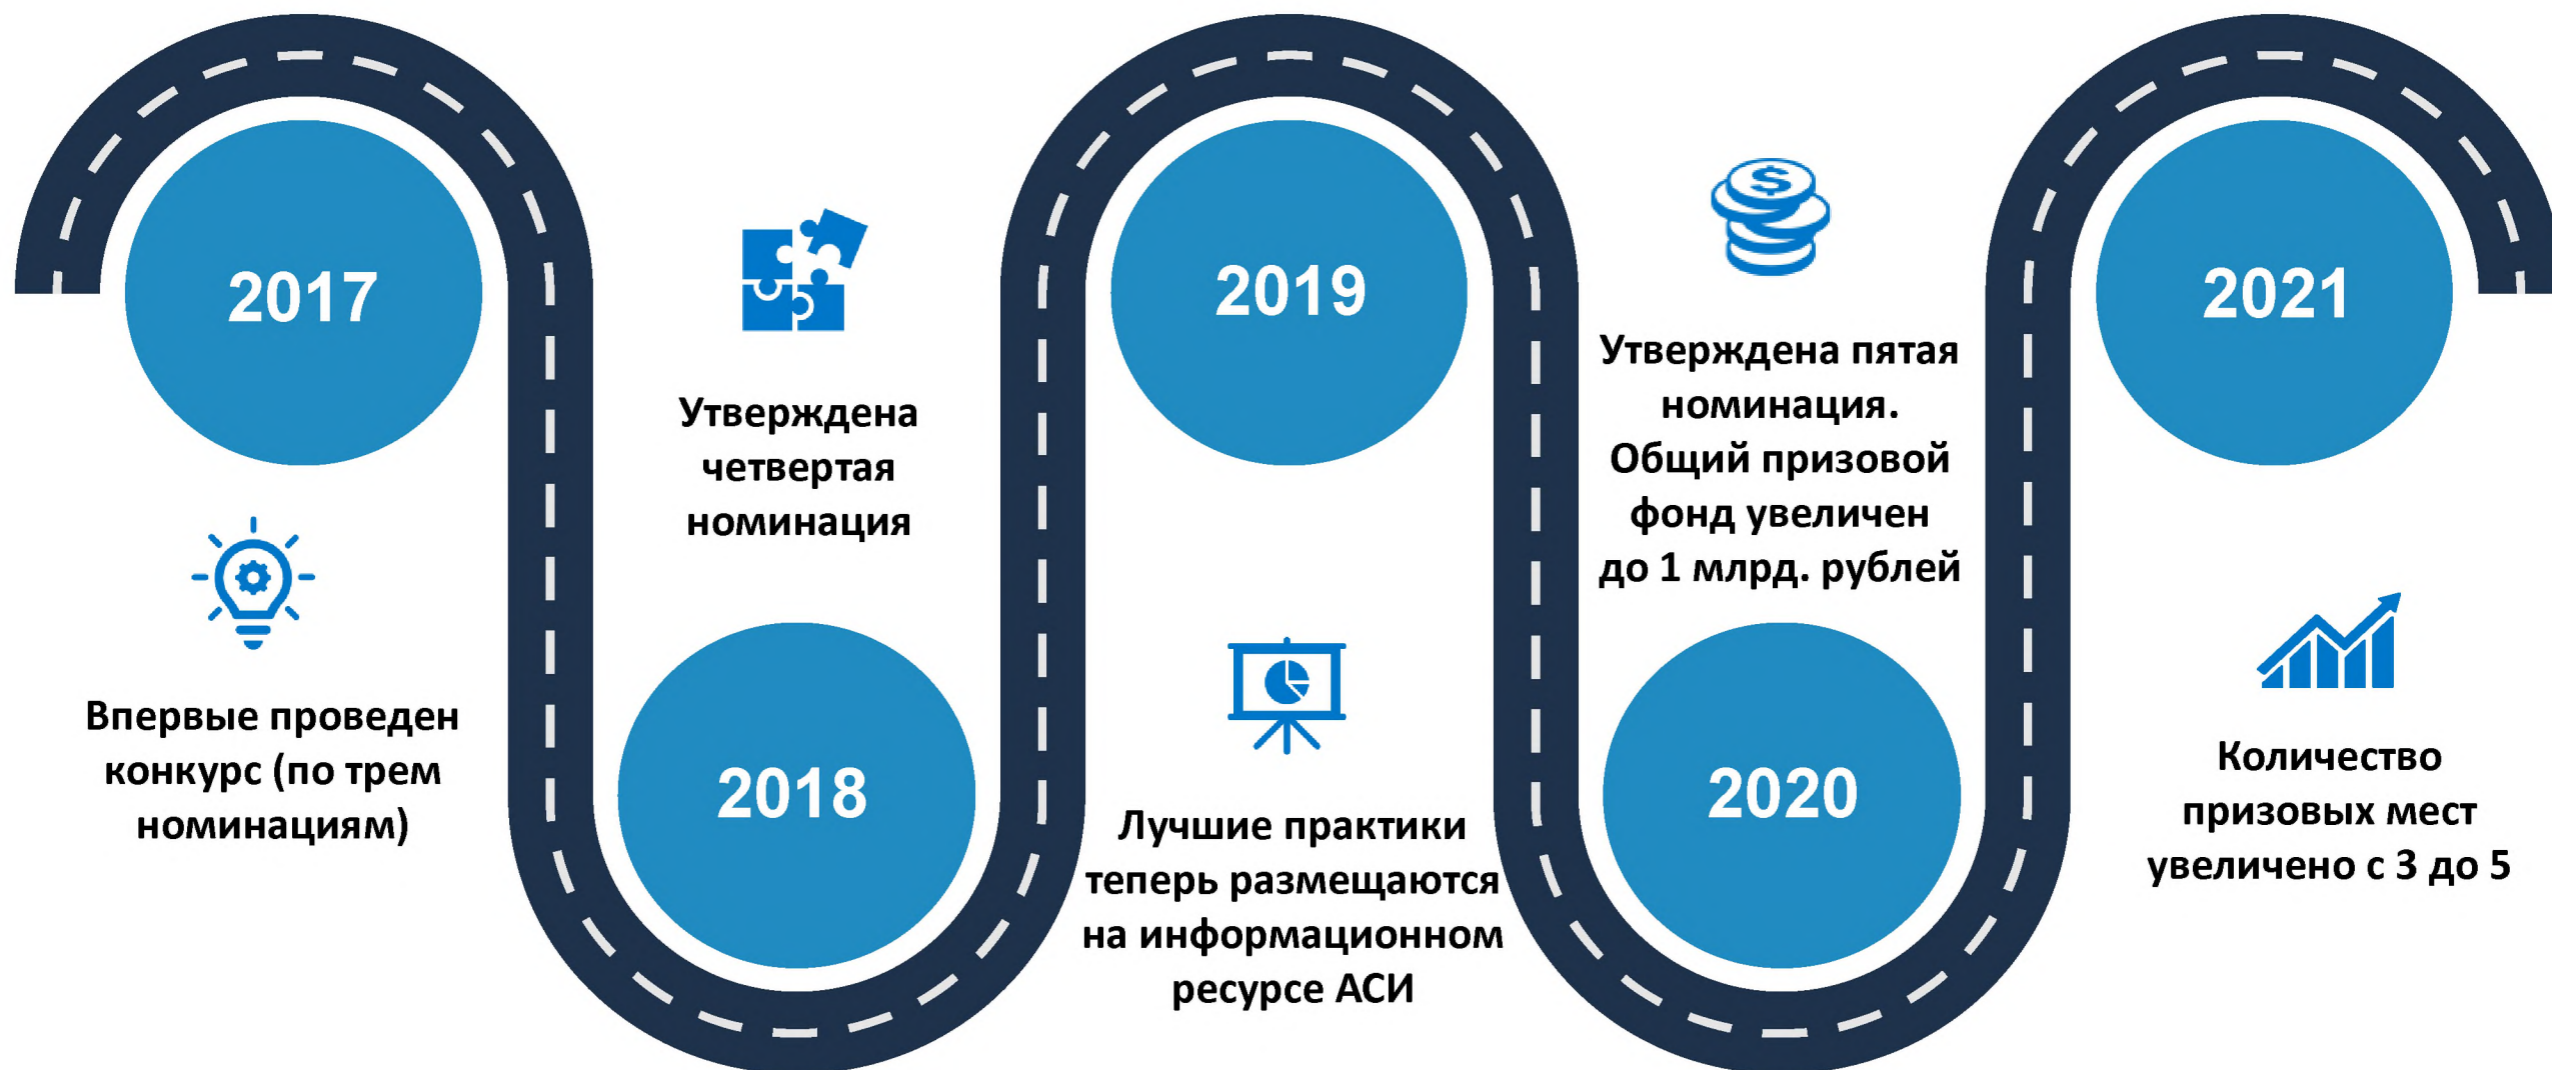 2017
Впервые проведен
конкурс (по трем
номинациям)
Утверждена
четвертая
номинация
2018
2019
Лучшие практики
теперь размещаются
на информационном
ресурсе АСИ
$
Утверждена пятая
номинация.
Общий призовой
фонд увеличен
до 1 млрд. рублей
2020
2021
Количество
призовых мест
увеличено с 3 до 5